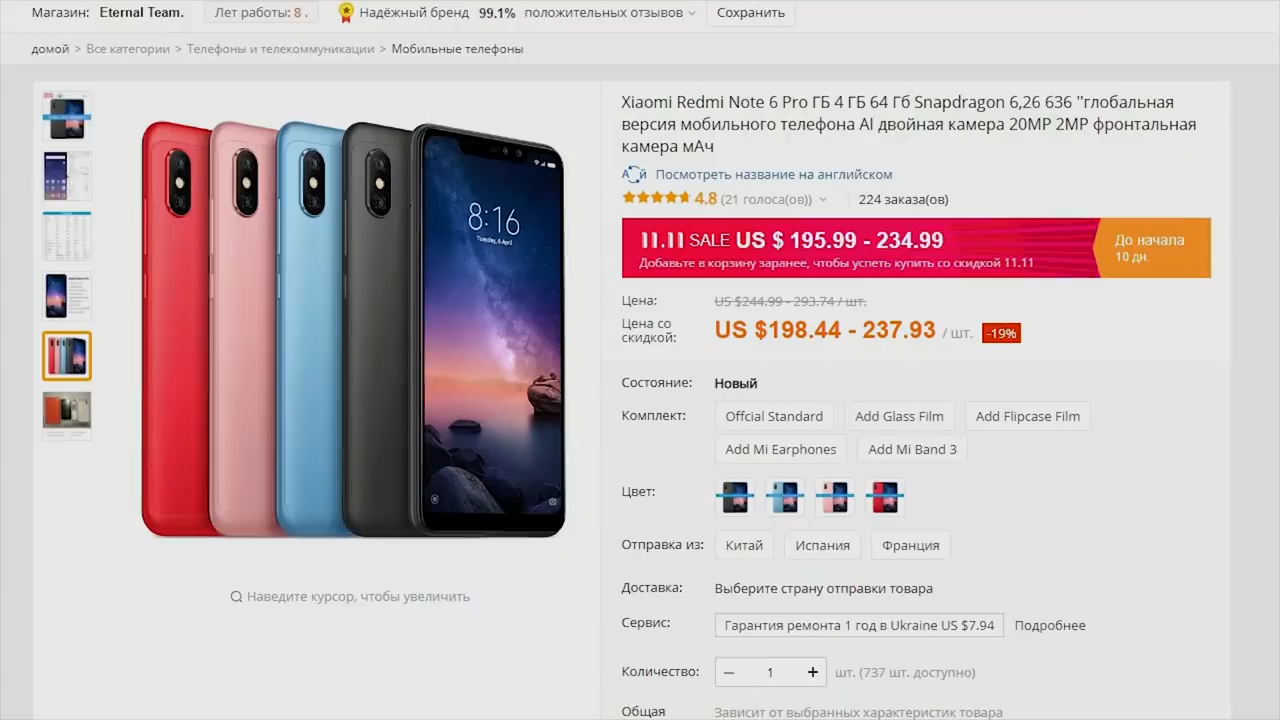 Магазин: Eternal Team. Лет работы: 8 . Надёжный бренд 99.1% положительных отзывов Сохранить
домой > Все категории > Телефоны и телекоммуникации > Мобильные телефоны
Xiaomi Redmi Note 6 Pro ГБ 4 ГБ 64 Гб Snapdragon 6,26 636 "глобальная
версия мобильного телефона AI двойная камера 20MP 2MP фронтальная
камера мАч
Посмотреть название на английском
4.8 (21 голоса(ов)) 224 заказа(ов)
11.11 SALE US $ 195.99 - 234.99
Добавьте в корзину заранее, чтобы успеть купить со скидкой 11.11
До начала
10 дн.
Цена: US $244.99 - 293.74 / шт.
Цена со
скидкой: US $198.44 - 237.93 / шт. -19%
Состояние: Новый
Комплект: Offcial Standard Add Glass Film Add Flipcase Film
Add Mi Earphones Add Mi Band 3
Цвет:
Отправка из: Китай Испания Франция
Доставка: Выберите страну отправки товара
Сервис: Гарантия ремонта 1 год в Ukraine US $7.94 Подробнее
Количество: – 1 + шт. (737 шт. доступно)
Общая Зависит от выбранных характеристик товара
8:16
Tuesday, 6 April
Наведите курсор, чтобы увеличить